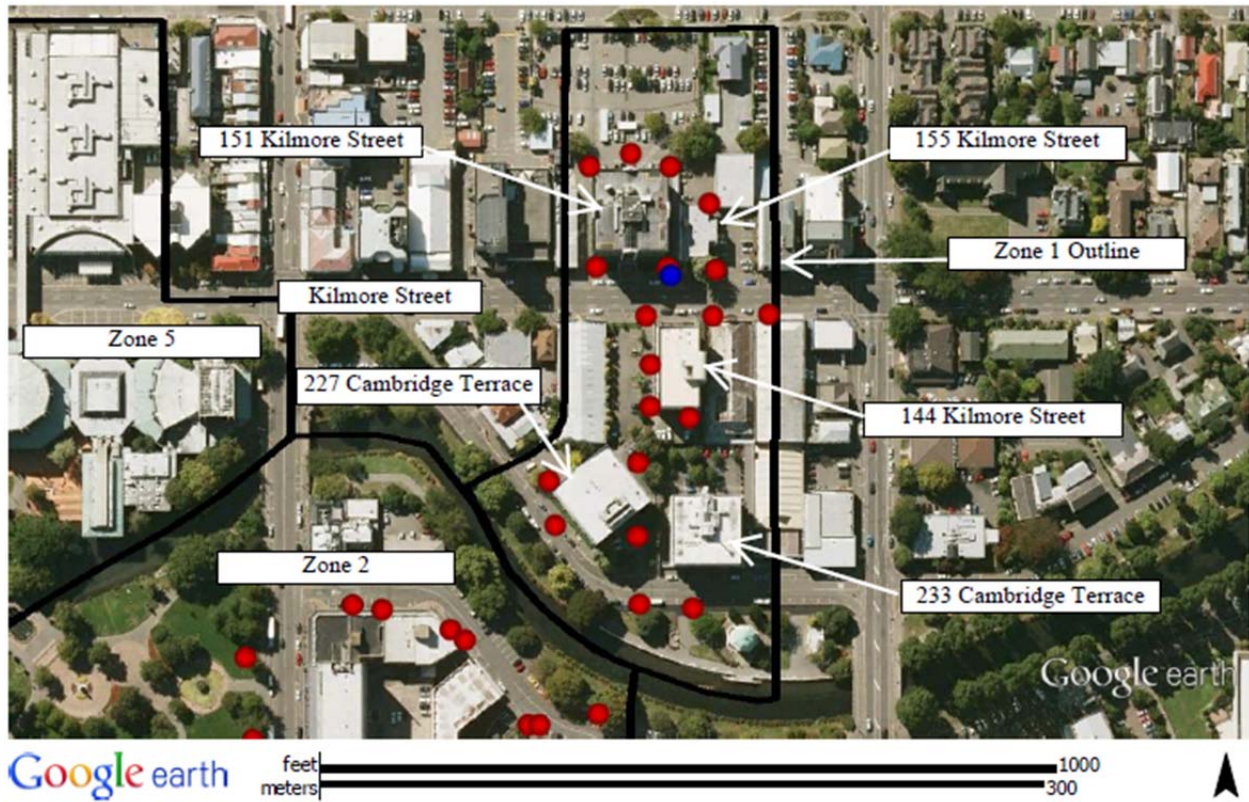 151 Kilmore Street
155 Kilmore Street
Zone 1 Outline
Kilmore Street
Zone 5
227 Cambridge Terrace
144 Kilmore Street
Zone 2
233 Cambridge Terrace
Google earth
Google earth
feet 1000
meters 300